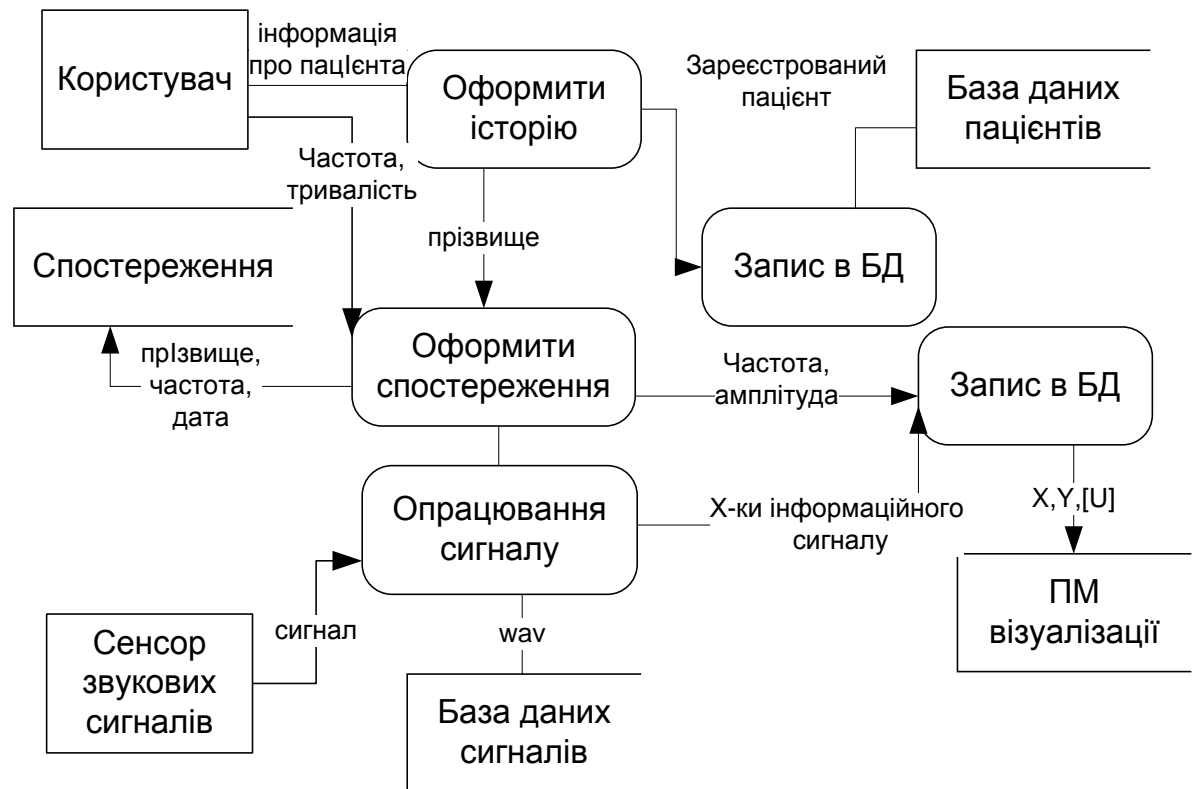 інформація
про пацІєнта
Користувач
Оформити
історію
Зареєстрований
пацієнт
База даних
пацієнтів
Частота,
тривалість
прізвище
Спостереження
Запис в БД
прІзвище,
частота,
дата
Оформити
спостереження
Частота,
амплітуда
Запис в БД
Опрацювання
сигналу
Х-ки інформаційного
сигналу
X,Y,[U]
ПМ
візуалізації
сигнал
wav
Сенсор
звукових
сигналів
База даних
сигналів